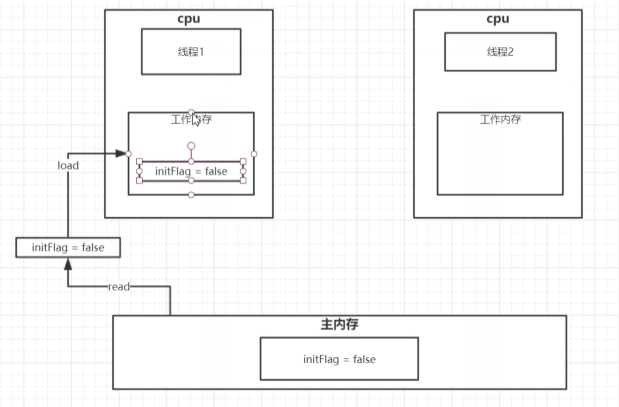 cpu
cpu
线程1
线程2
工作内存
工作内存
initFlag = false
load
initFlag = false
read
主内存
initFlag = false